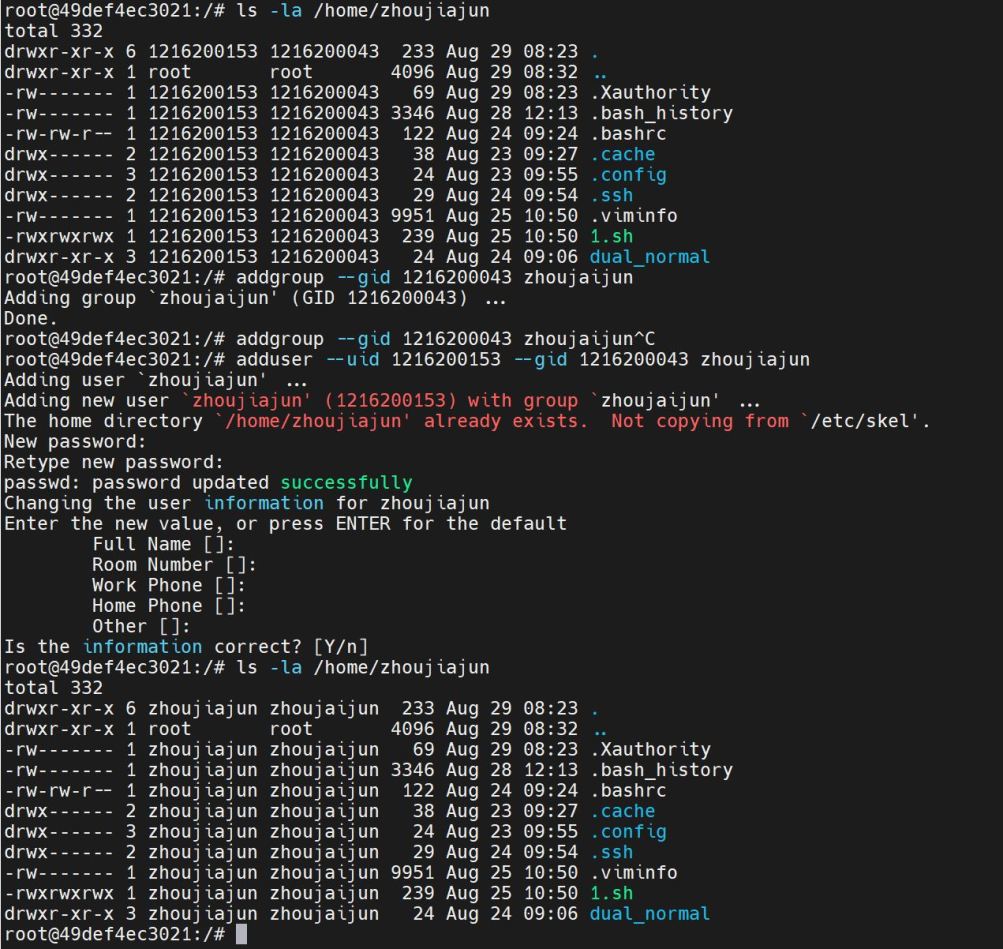 root@49def4ec3021:/# ls -la /home/zhoujiajun
total 332
drwxr-xr-x 6 1216200153 1216200043  233 Aug 29 08:23 .
drwxr-xr-x 1 root       root       4096 Aug 29 08:32 ..
-rw------- 1 1216200153 1216200043   69 Aug 29 08:23 .Xauthority
-rw------- 1 1216200153 1216200043 3346 Aug 28 12:13 .bash_history
-rw-rw-r-- 1 1216200153 1216200043  122 Aug 24 09:24 .bashrc
drwx------ 2 1216200153 1216200043   38 Aug 23 09:27 .cache
drwx------ 3 1216200153 1216200043   24 Aug 23 09:55 .config
drwx------ 2 1216200153 1216200043   29 Aug 24 09:54 .ssh
-rw------- 1 1216200153 1216200043 9951 Aug 25 10:50 .viminfo
-rwxrwxrwx 1 1216200153 1216200043  239 Aug 25 10:50 1.sh
drwxr-xr-x 3 1216200153 1216200043   24 Aug 24 09:06 dual_normal
root@49def4ec3021:/# addgroup --gid 1216200043 zhoujaijun
Adding group `zhoujaijun' (GID 1216200043) ...
Done.
root@49def4ec3021:/# addgroup --gid 1216200043 zhoujaijun^C
root@49def4ec3021:/# adduser --uid 1216200153 --gid 1216200043 zhoujiajun
Adding user `zhoujiajun' ...
Adding new user `zhoujiajun' (1216200153) with group `zhoujaijun' ...
The home directory `/home/zhoujiajun' already exists.  Not copying from `/etc/skel'.
New password:
Retype new password:
passwd: password updated successfully
Changing the user information for zhoujiajun
Enter the new value, or press ENTER for the default
        Full Name []:
        Room Number []:
        Work Phone []:
        Home Phone []:
        Other []:
Is the information correct? [Y/n]
root@49def4ec3021:/# ls -la /home/zhoujiajun
total 332
drwxr-xr-x 6 zhoujiajun zhoujaijun  233 Aug 29 08:23 .
drwxr-xr-x 1 root       root       4096 Aug 29 08:32 ..
-rw------- 1 zhoujiajun zhoujaijun   69 Aug 29 08:23 .Xauthority
-rw------- 1 zhoujiajun zhoujaijun 3346 Aug 28 12:13 .bash_history
-rw-rw-r-- 1 zhoujiajun zhoujaijun  122 Aug 24 09:24 .bashrc
drwx------ 2 zhoujiajun zhoujaijun   38 Aug 23 09:27 .cache
drwx------ 3 zhoujiajun zhoujaijun   24 Aug 23 09:55 .config
drwx------ 2 zhoujiajun zhoujaijun   29 Aug 24 09:54 .ssh
-rw------- 1 zhoujiajun zhoujaijun 9951 Aug 25 10:50 .viminfo
-rwxrwxrwx 1 zhoujiajun zhoujaijun  239 Aug 25 10:50 1.sh
drwxr-xr-x 3 zhoujiajun zhoujaijun   24 Aug 24 09:06 dual_normal
root@49def4ec3021:/#